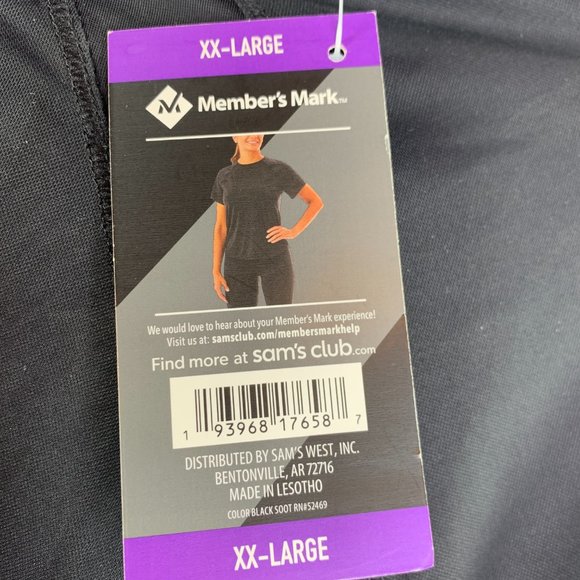 XX-LARGE
Member's Mark™
We would love to hear about your Member's Mark experience!
Visit us at: samsclub.com/membersmarkhelp
Find more at sam's club.com
1 93968 17658 7
DISTRIBUTED BY SAM'S WEST, INC.
BENTONVILLE, AR 72716
MADE IN LESOTHO
COLOR BLACK SOOT RN#52469
XX-LARGE